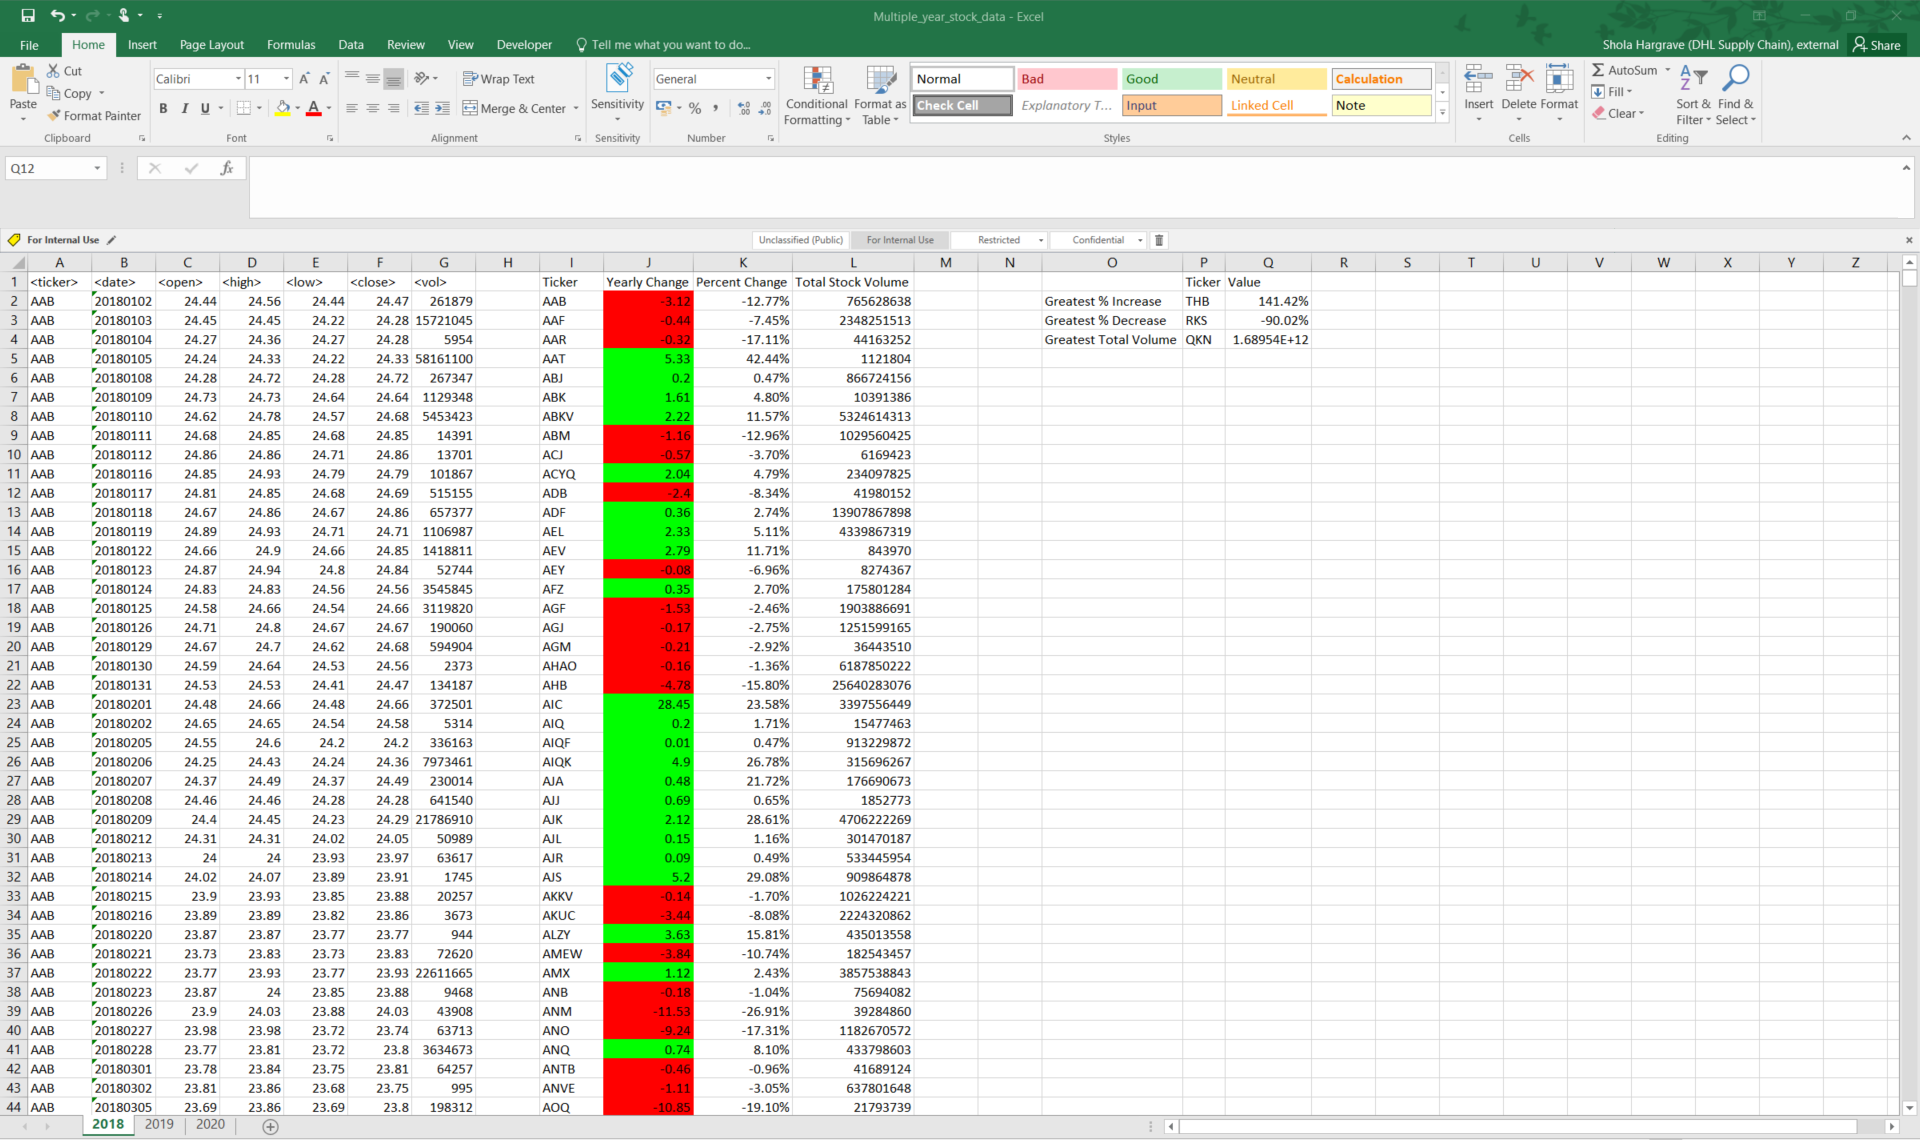 Multiple_year_stock_data - Excel
File Home Insert Page Layout Formulas Data Review View Developer Tell me what you want to do... Shola Hargrave (DHL Supply Chain), external Share
Paste Cut Copy Format Painter Clipboard
Calibri 11 A A B I U A Font
Wrap Text Merge & Center Alignment
Sensitivity Sensitivity
General % , Number
Conditional Formatting Format as Table
Normal Bad Good Neutral Calculation
Check Cell Explanatory T... Input Linked Cell Note
Styles
Insert Delete Format Cells
AutoSum Fill Clear Sort & Filter Find & Select Editing
Q12 fx
For Internal Use Unclassified (Public) For Internal Use Restricted Confidential
A B C D E F G H I J K L M N O P Q R S T U V W X Y Z
1 <ticker> <date> <open> <high> <low> <close> <vol> Ticker Yearly Change Percent Change Total Stock Volume Ticker Value
2 AAB 20180102 24.44 24.56 24.44 24.47 261879 AAB -3.12 -12.77% 765628638 Greatest % Increase THB 141.42%
3 AAB 20180103 24.45 24.45 24.22 24.28 15721045 AAF -0.44 -7.45% 2348251513 Greatest % Decrease RKS -90.02%
4 AAB 20180104 24.27 24.36 24.27 24.28 5954 AAR -0.32 -17.11% 44163252 Greatest Total Volume QKN 1.68954E+12
5 AAB 20180105 24.24 24.33 24.22 24.33 58161100 AAT 5.33 42.44% 1121804
6 AAB 20180108 24.28 24.72 24.28 24.72 267347 ABJ 0.2 0.47% 866724156
7 AAB 20180109 24.73 24.73 24.64 24.64 1129348 ABK 1.61 4.80% 10391386
8 AAB 20180110 24.62 24.78 24.57 24.68 5453423 ABKV 2.22 11.57% 5324614313
9 AAB 20180111 24.68 24.85 24.68 24.85 14391 ABM -1.16 -12.96% 1029560425
10 AAB 20180112 24.86 24.86 24.71 24.86 13701 ACJ -0.57 -3.70% 6169423
11 AAB 20180116 24.85 24.93 24.79 24.79 101867 ACYQ 2.04 4.79% 234097825
12 AAB 20180117 24.81 24.85 24.68 24.69 515155 ADB -2.4 -8.34% 41980152
13 AAB 20180118 24.67 24.86 24.67 24.86 657377 ADF 0.36 2.74% 13907867898
14 AAB 20180119 24.89 24.93 24.71 24.71 1106987 AEL 2.33 5.11% 4339867319
15 AAB 20180122 24.66 24.9 24.66 24.85 1418811 AEV 2.79 11.71% 843970
16 AAB 20180123 24.87 24.94 24.8 24.84 52744 AEY -0.08 -6.96% 8274367
17 AAB 20180124 24.83 24.83 24.56 24.56 3545845 AFZ 0.35 2.70% 175801284
18 AAB 20180125 24.58 24.66 24.54 24.66 3119820 AGF -1.53 -2.46% 1903886691
19 AAB 20180126 24.71 24.8 24.67 24.67 190060 AGJ -0.17 -2.75% 1251599165
20 AAB 20180129 24.67 24.7 24.62 24.68 594904 AGM -0.21 -2.92% 36443510
21 AAB 20180130 24.59 24.64 24.53 24.56 2373 AHAO -0.16 -1.36% 6187850222
22 AAB 20180131 24.53 24.53 24.41 24.47 134187 AHB -4.78 -15.80% 25640283076
23 AAB 20180201 24.48 24.66 24.48 24.66 372501 AIC 28.45 23.58% 3397556449
24 AAB 20180202 24.65 24.65 24.54 24.58 5314 AIQ 0.2 1.71% 15477463
25 AAB 20180205 24.55 24.6 24.2 24.2 336163 AIQF 0.01 0.47% 913229872
26 AAB 20180206 24.25 24.43 24.24 24.36 7973461 AIQK 4.9 26.78% 315696267
27 AAB 20180207 24.37 24.49 24.37 24.49 230014 AJA 0.48 21.72% 176690673
28 AAB 20180208 24.46 24.46 24.28 24.28 641540 AJJ 0.69 0.65% 1852773
29 AAB 20180209 24.4 24.45 24.23 24.29 21786910 AJK 2.12 28.61% 4706222269
30 AAB 20180212 24.31 24.31 24.02 24.05 50989 AJL 0.15 1.16% 301470187
31 AAB 20180213 24 24 23.93 23.97 63617 AJR 0.09 0.49% 533445954
32 AAB 20180214 24.02 24.07 23.89 23.91 1745 AJS 5.2 29.08% 909864878
33 AAB 20180215 23.9 23.93 23.85 23.88 20257 AKKV -0.14 -1.70% 1026224221
34 AAB 20180216 23.89 23.89 23.82 23.86 3673 AKUC -3.44 -8.08% 2224320862
35 AAB 20180220 23.87 23.87 23.77 23.77 944 ALZY 3.63 15.81% 435013558
36 AAB 20180221 23.73 23.83 23.73 23.83 72620 AMEW -3.84 -10.74% 182543457
37 AAB 20180222 23.77 23.93 23.77 23.93 22611665 AMX 1.12 2.43% 3857538843
38 AAB 20180223 23.87 24 23.85 23.88 9468 ANB -0.18 -1.04% 75694082
39 AAB 20180226 23.9 24.03 23.88 24.03 43908 ANM -11.53 -26.91% 39284860
40 AAB 20180227 23.98 23.98 23.72 23.74 63713 ANO -9.24 -17.31% 1182670572
41 AAB 20180228 23.77 23.81 23.72 23.8 3634673 ANQ 0.74 8.10% 433798603
42 AAB 20180301 23.78 23.84 23.75 23.81 64257 ANTB -0.46 -0.96% 41689124
43 AAB 20180302 23.81 23.86 23.68 23.75 995 ANVE -1.11 -3.05% 637801648
44 AAB 20180305 23.69 23.86 23.69 23.8 198312 AOQ -10.85 -19.10% 21793739
2018 2019 2020